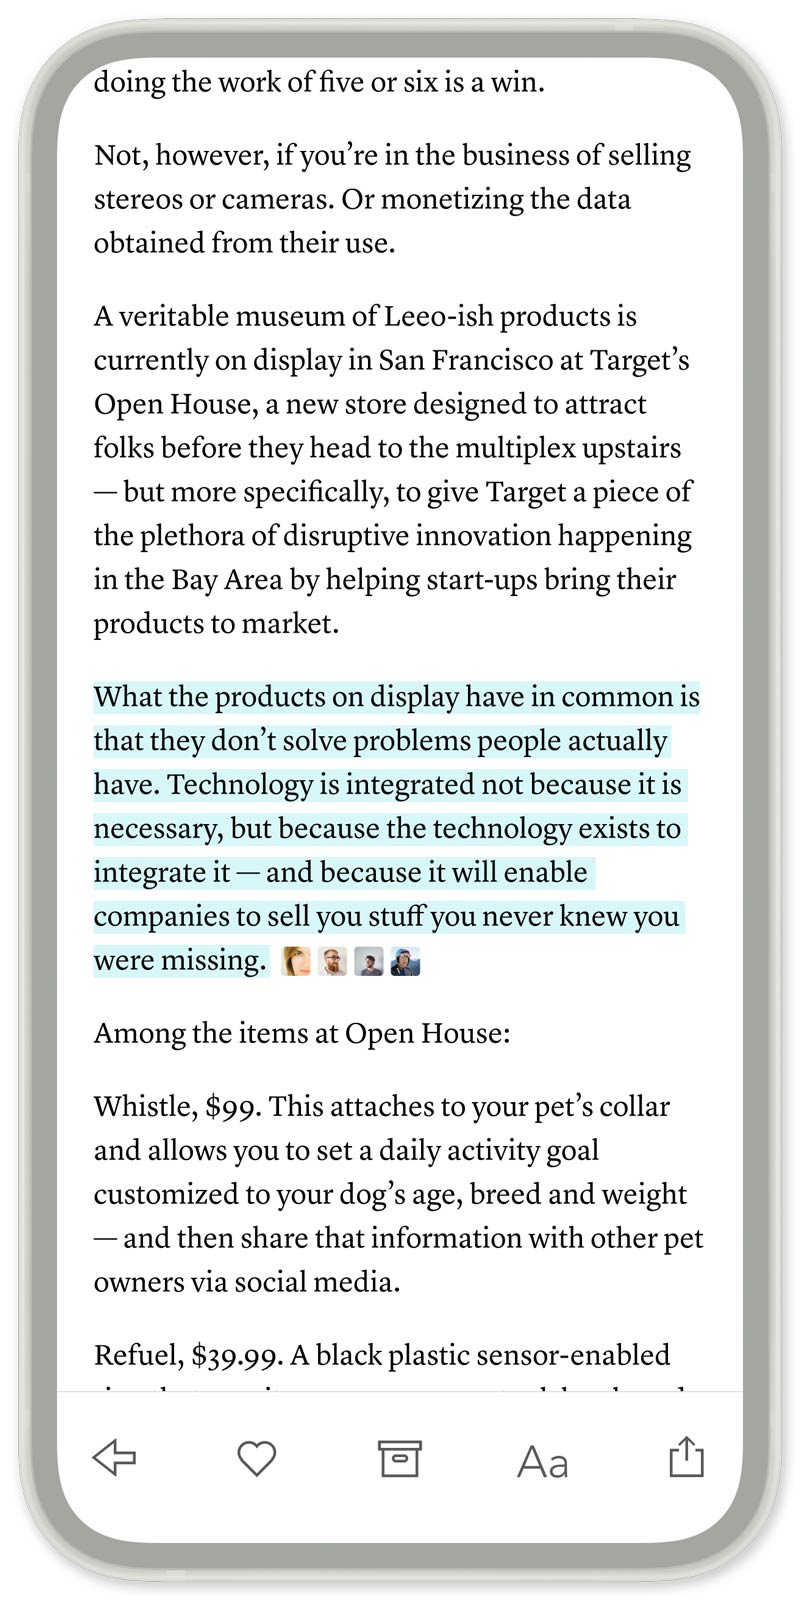 doing the work of five or six is a win.
Not, however, if you’re in the business of selling
stereos or cameras. Or monetizing the data
obtained from their use.
A veritable museum of Leeo-ish products is
currently on display in San Francisco at Target’s
Open House, a new store designed to attract
folks before they head to the multiplex upstairs
— but more specifically, to give Target a piece of
the plethora of disruptive innovation happening
in the Bay Area by helping start-ups bring their
products to market.
What the products on display have in common is
that they don’t solve problems people actually
have. Technology is integrated not because it is
necessary, but because the technology exists to
integrate it — and because it will enable
companies to sell you stuff you never knew you
were missing.
Among the items at Open House:
Whistle, $99. This attaches to your pet’s collar
and allows you to set a daily activity goal
customized to your dog’s age, breed and weight
— and then share that information with other pet
owners via social media.
Refuel, $39.99. A black plastic sensor-enabled
Aa